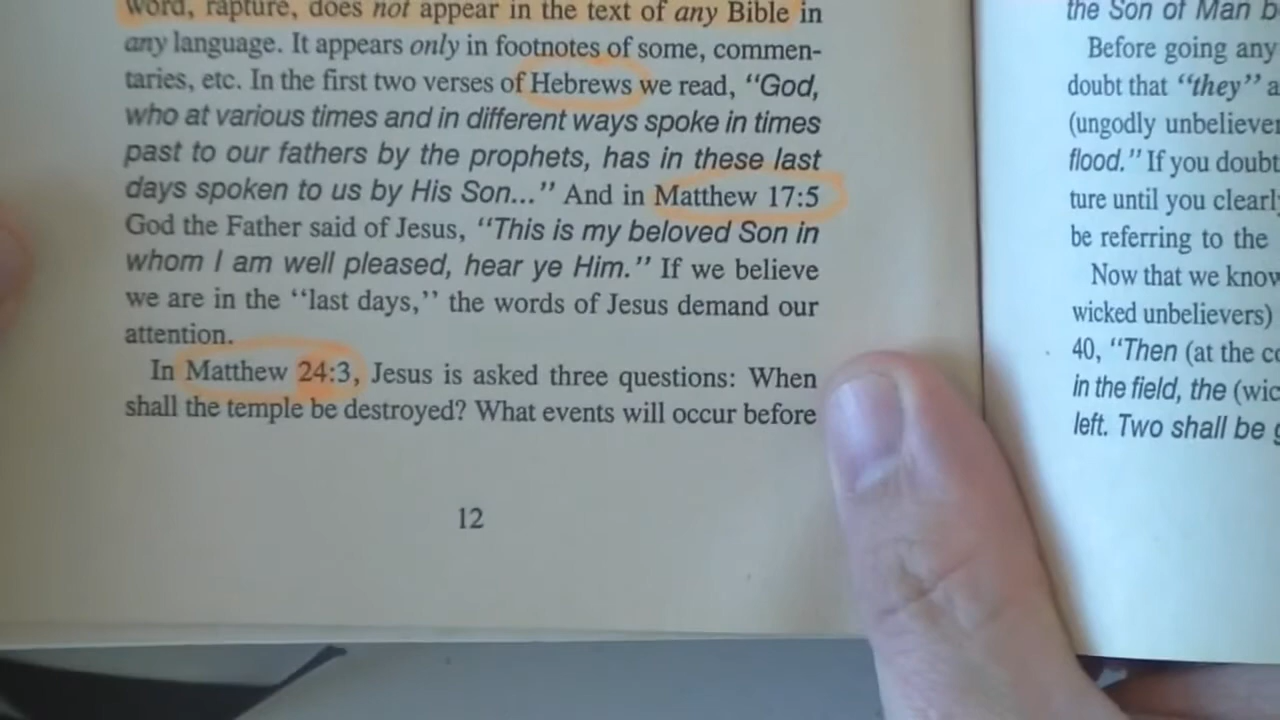 word, rapture, does not appear in the text of any Bible in
any language. It appears only in footnotes of some, commen-
taries, etc. In the first two verses of Hebrews we read, “God,
who at various times and in different ways spoke in times
past to our fathers by the prophets, has in these last
days spoken to us by His Son...” And in Matthew 17:5
God the Father said of Jesus, “This is my beloved Son in
whom I am well pleased, hear ye Him.” If we believe
we are in the “last days,” the words of Jesus demand our
attention.
In Matthew 24:3, Jesus is asked three questions: When
shall the temple be destroyed? What events will occur before
12
the Son of Man b
Before going any
doubt that “they” a
(ungodly unbeliever
flood.” If you doubt
ture until you clearly
be referring to the
Now that we know
wicked unbelievers)
40, “Then (at the co
in the field, the (wic
left. Two shall be g